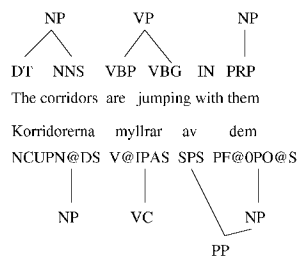 NP VP NP
DT NNS VBP VBG IN PRP
The corridors are jumping with them
Korridorerna myllrar av dem
NCUPN@DS V@IPAS SPS PF@0PO@S
NP VC NP
PP